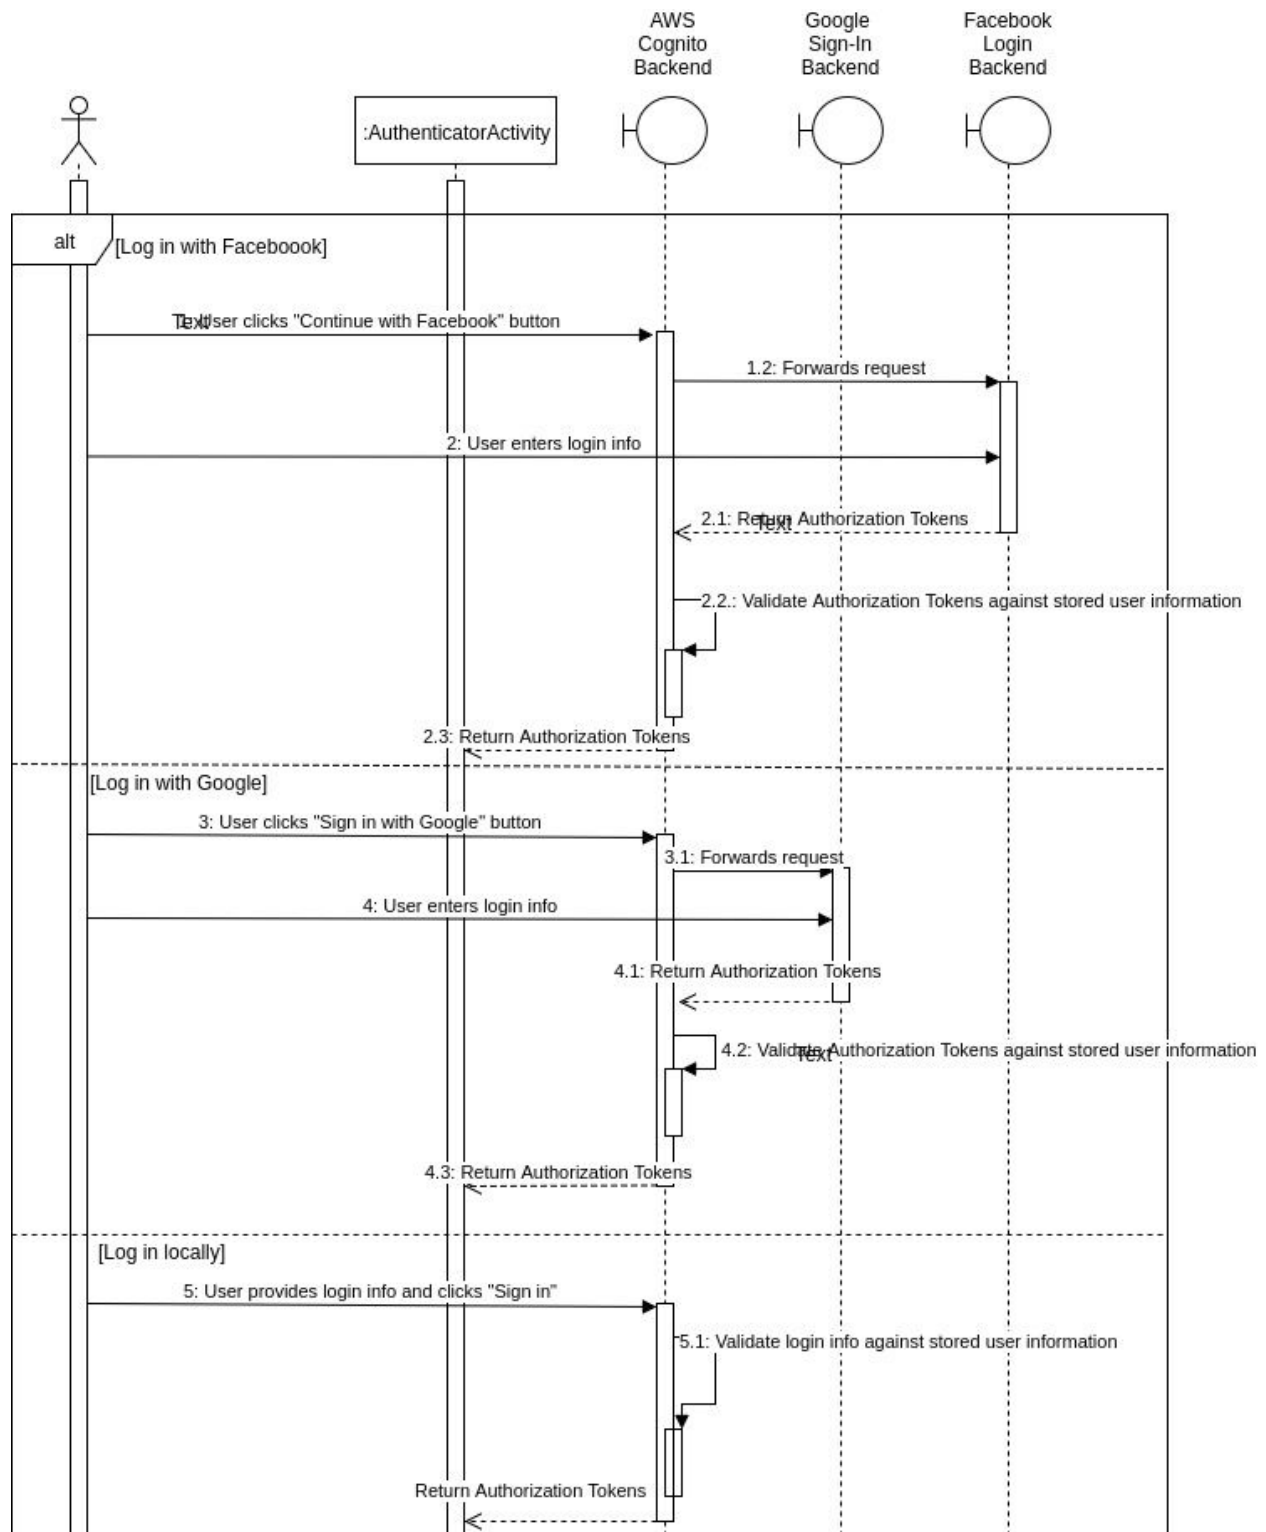 AWS
Cognito
Backend
Google
Sign-In
Backend
Facebook
Login
Backend
:AuthenticatorActivity
alt
[Log in with Faceboook]
Text
User clicks "Continue with Facebook" button
1.2: Forwards request
2: User enters login info
2.1: Return Authorization Tokens
Text
2.2.: Validate Authorization Tokens against stored user information
2.3: Return Authorization Tokens
[Log in with Google]
3: User clicks "Sign in with Google" button
3.1: Forwards request
4: User enters login info
4.1: Return Authorization Tokens
4.2: Validate Authorization Tokens against stored user information
Text
4.3: Return Authorization Tokens
[Log in locally]
5: User provides login info and clicks "Sign in"
5.1: Validate login info against stored user information
Return Authorization Tokens